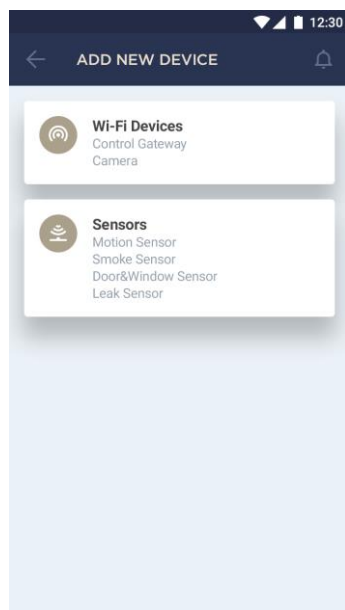 12:30
ADD NEW DEVICE
Wi-Fi Devices
Control Gateway
Camera
Sensors
Motion Sensor
Smoke Sensor
Door&Window Sensor
Leak Sensor